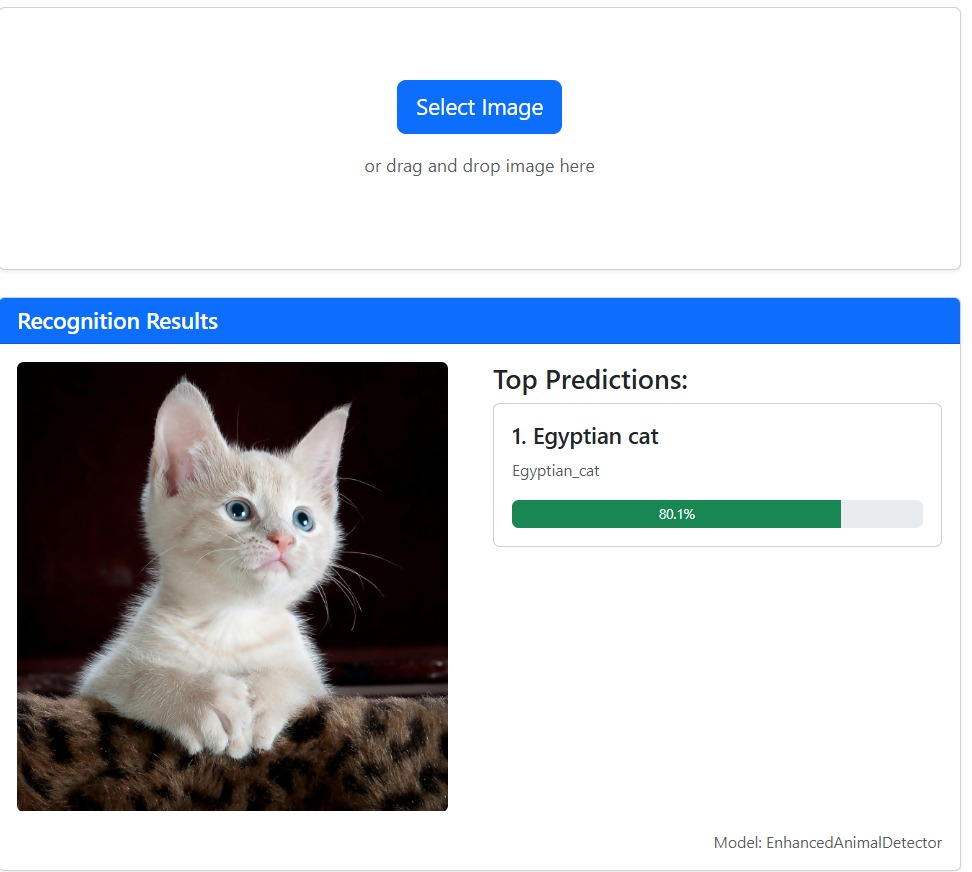 Select Image
or drag and drop image here
Recognition Results
Top Predictions:
1. Egyptian cat
Egyptian_cat
80.1%
Model: EnhancedAnimalDetector